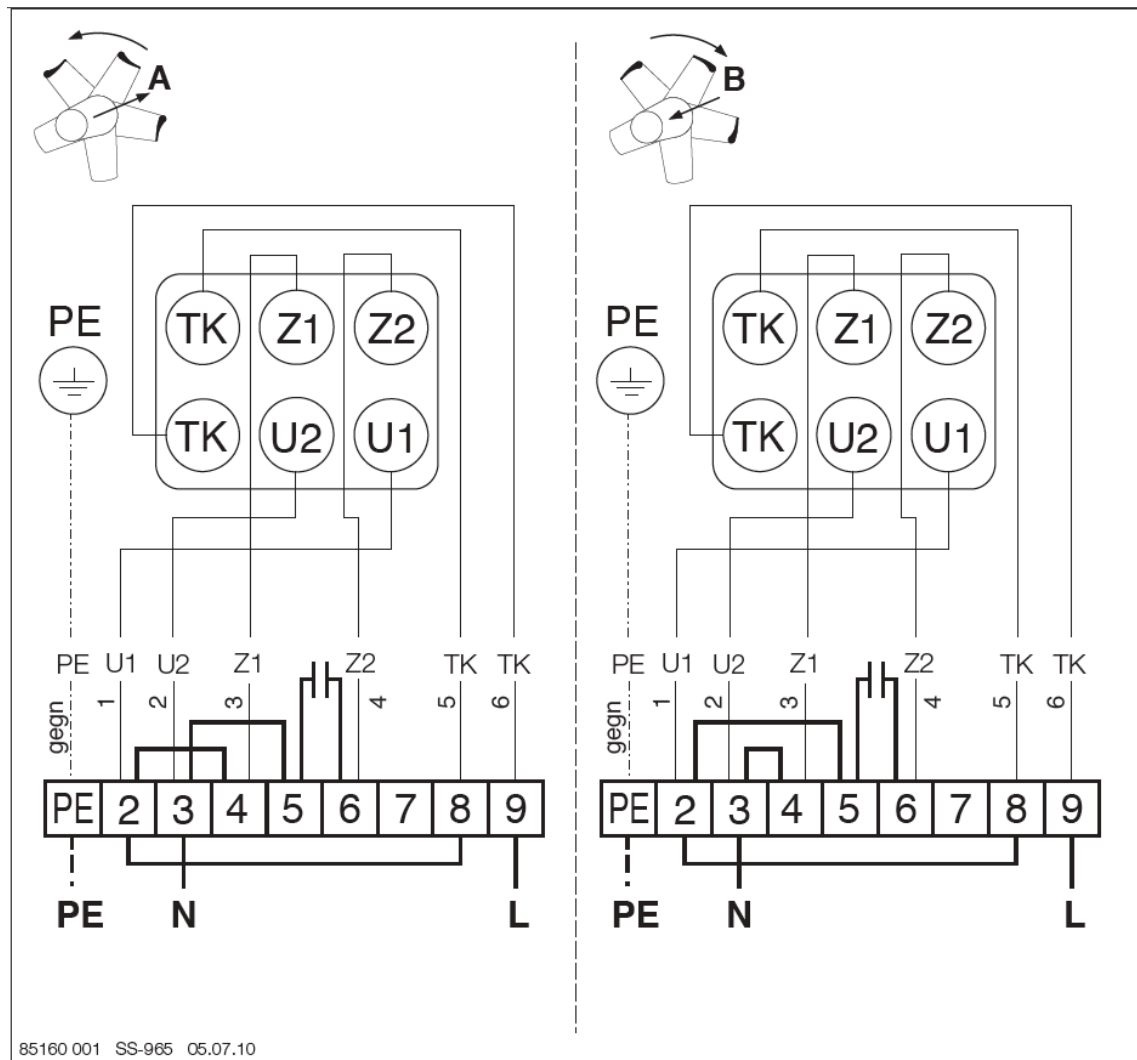 A
B
PE
TK Z1 Z2
TK U2 U1
PE U1 U2 Z1 Z2 TK TK
gegn 1 2 3 4 5 6
PE 2 3 4 5 6 7 8 9
PE N L
PE
TK Z1 Z2
TK U2 U1
PE U1 U2 Z1 Z2 TK TK
gegn 1 2 3 4 5 6
PE 2 3 4 5 6 7 8 9
PE N L
85160 001 SS-965 05.07.10